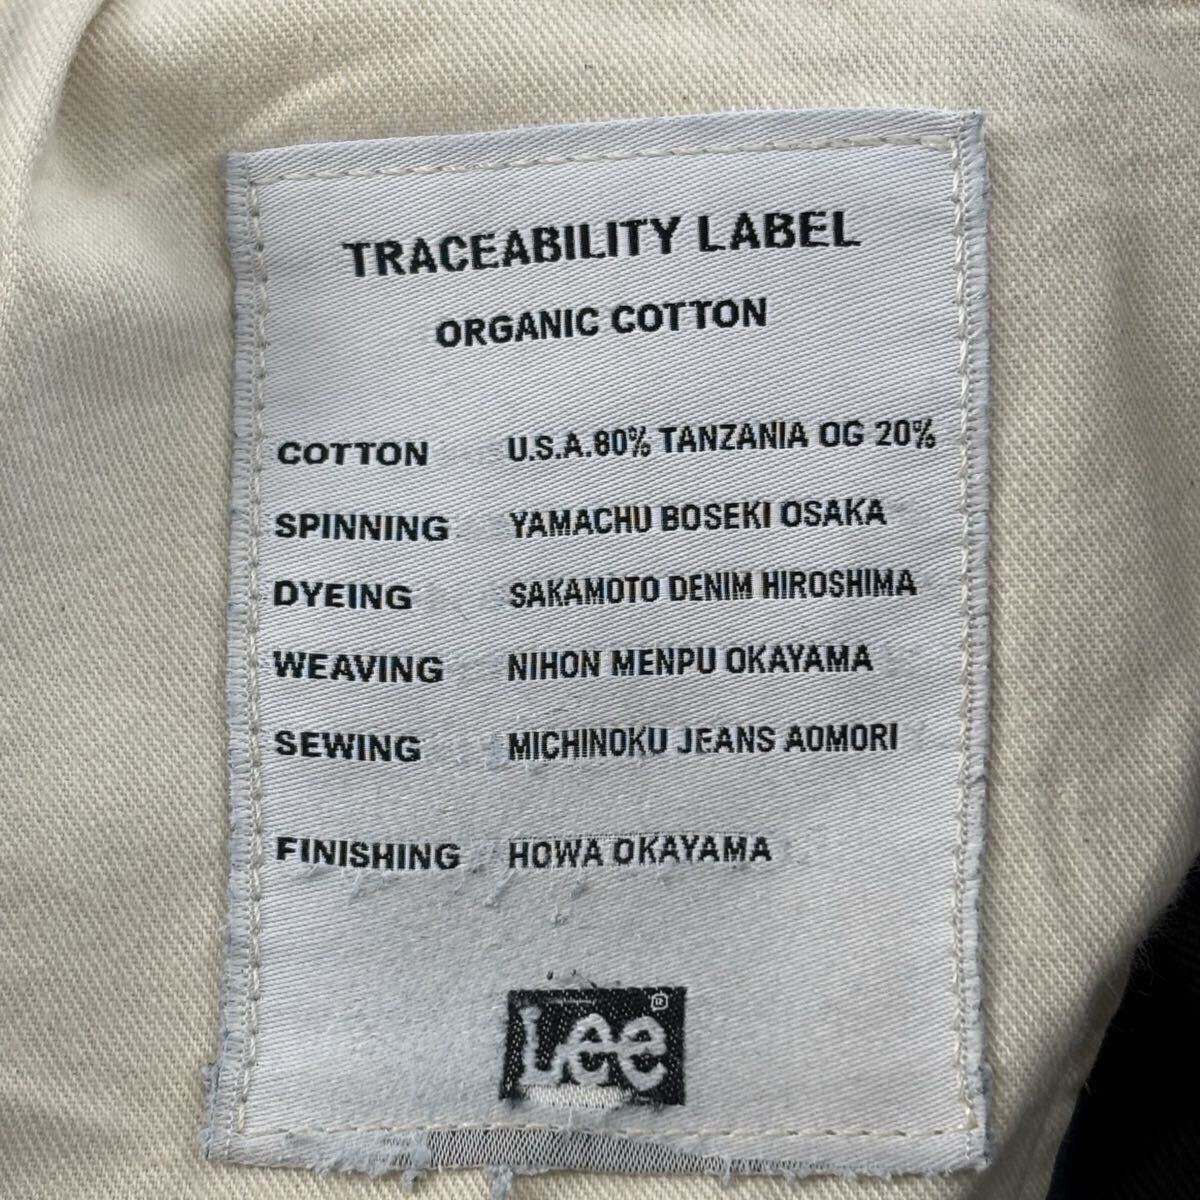 TRACEABILITY LABEL
ORGANIC COTTON
COTTON U.S.A.80% TANZANIA OG 20%
SPINNING YAMACHU BOSEKI OSAKA
DYEING SAKAMOTO DENIM HIROSHIMA
WEAVING NIHON MENPU OKAYAMA
SEWING MICHINOKU JEANS AOMORI
FINISHING HOWA OKAYAMA
Lee®